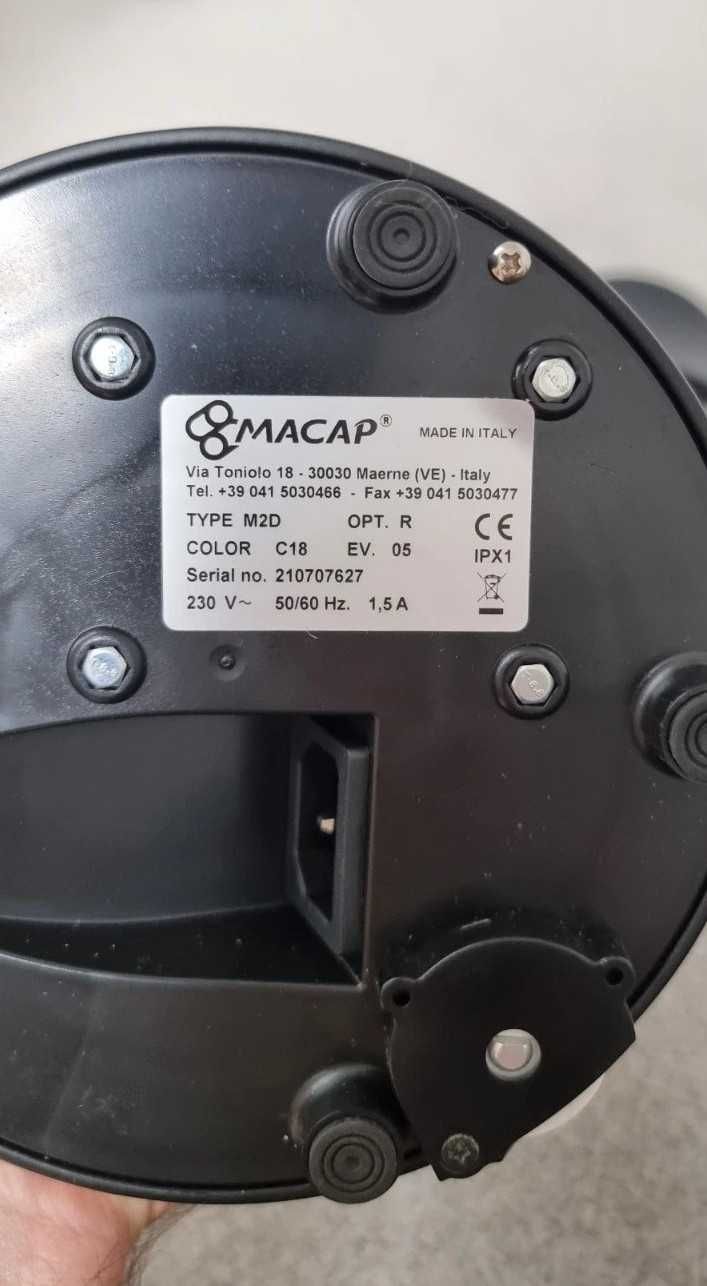 MACAP® MADE IN ITALY
Via Toniolo 18 - 30030 Maerne (VE) - Italy
Tel. +39 041 5030466 - Fax +39 041 5030477
TYPE M2D OPT. R CE
COLOR C18 EV. 05 IPX1
Serial no. 210707627
230 V~ 50/60 Hz. 1,5 A